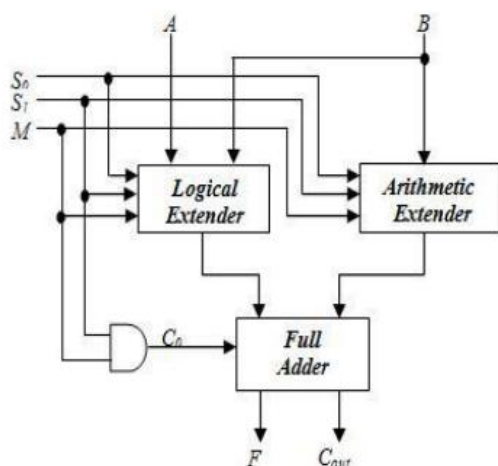 A
B
S0
S1
M
Logical
Extender
Arithmetic
Extender
C0
Full
Adder
F
Cout